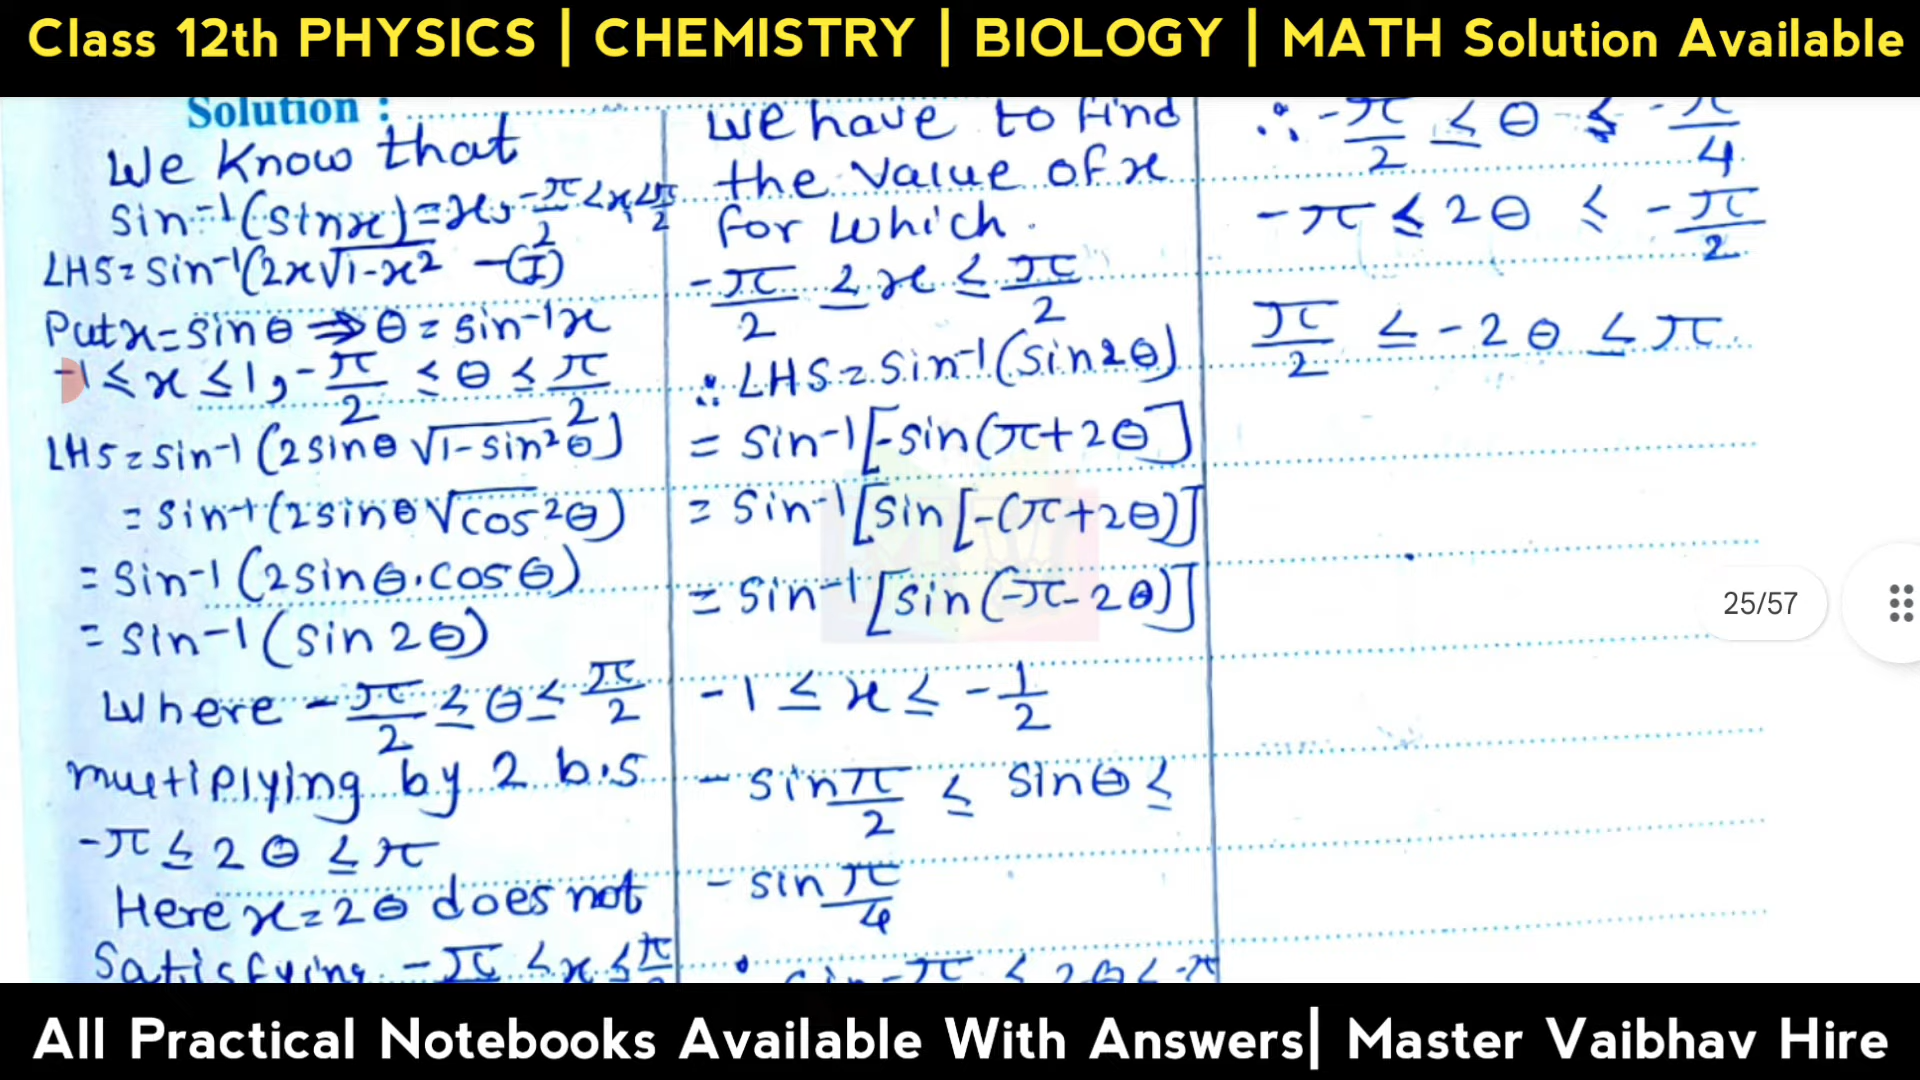 Class 12th PHYSICS | CHEMISTRY | BIOLOGY | MATH Solution Available
Solution :
We Know that
sin⁻¹(sinx)=x, -π/2 <x≤ π/2
LHS=sin⁻¹(2x√1-x² -(I)
Put x=sinθ ⇒ θ=sin⁻¹x
-1≤x≤1, -π/2 ≤θ≤ π/2
LHS=sin⁻¹(2sinθ√1-sin²θ)
=sin⁻¹(2sinθ√cos²θ)
=sin⁻¹(2sinθ.cosθ)
=sin⁻¹(sin2θ)
Where -π/2 ≤θ≤ π/2
multiplying by 2 b.s
-π≤2θ≤π
Here x=2θ does not
Satisfying -π <x≤ π
we have to find
the value of x
for which.
-π/2 ≤x≤ π/2
∴ LHS=sin⁻¹(sin2θ)
=sin⁻¹[-sin(π+2θ]
=sin⁻¹[sin[-(π+2θ)]
=sin⁻¹[sin(-π-2θ)]
-1≤x≤-1/2
-sin π/2 ≤ sinθ≤
-sin π/4
-π ≤ 2θ≤ -π
∴ -π/2 ≤θ≤ -π/4
-π≤2θ ≤ -π/2
π/2 ≤-2θ≤π.
25/57
All Practical Notebooks Available With Answers| Master Vaibhav Hire